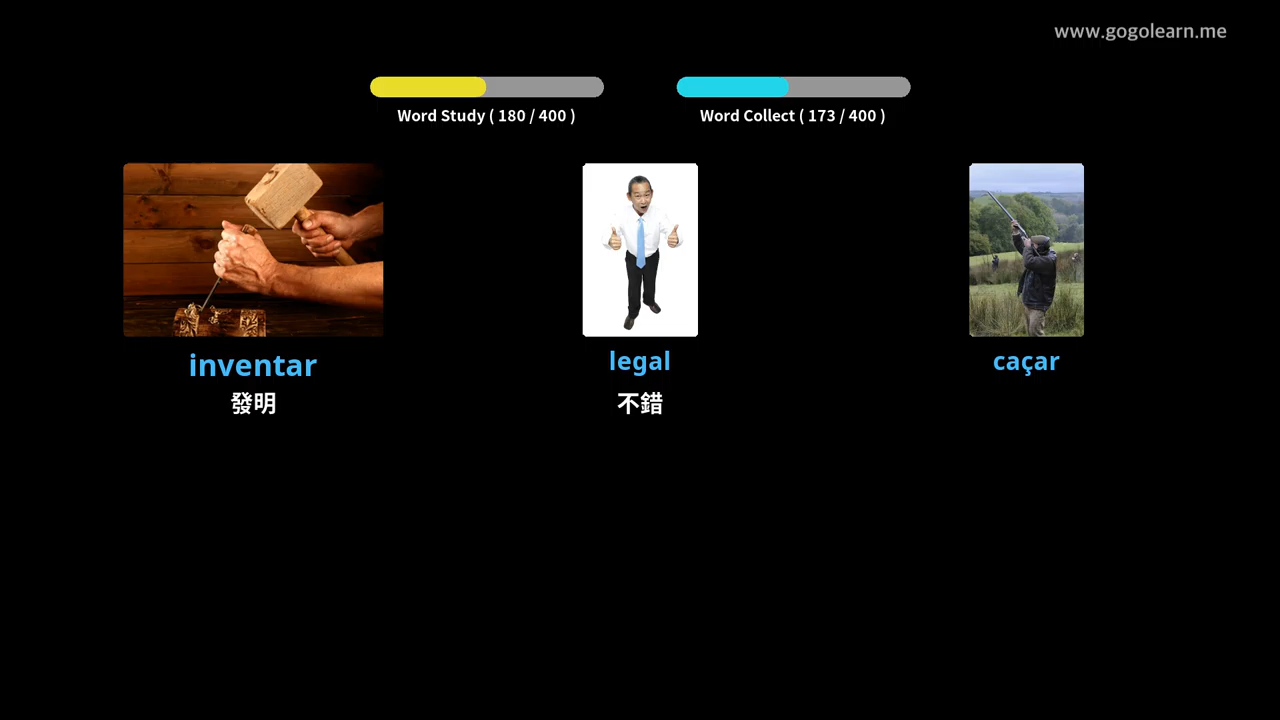 www.gogolearn.me
Word Study ( 180 / 400 )
Word Collect ( 173 / 400 )
inventar
發明
legal
不錯
caçar